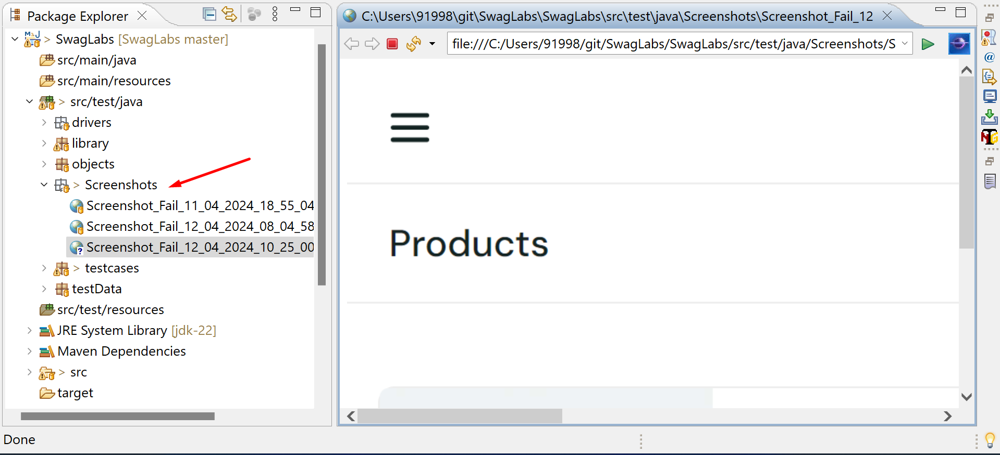 Package Explorer
SwagLabs [SwagLabs master]
src/main/java
src/main/resources
src/test/java
drivers
library
objects
Screenshots
Screenshot_Fail_11_04_2024_18_55_04
Screenshot_Fail_12_04_2024_08_04_58
Screenshot_Fail_12_04_2024_10_25_00
testcases
testData
src/test/resources
JRE System Library [jdk-22]
Maven Dependencies
src
target
C:\Users\91998\git\SwagLabs\SwagLabs\src\test\java\Screenshots\Screenshot_Fail_12
file:///C:/Users/91998/git/SwagLabs/SwagLabs/src/test/java/Screenshots/S
Products
Done